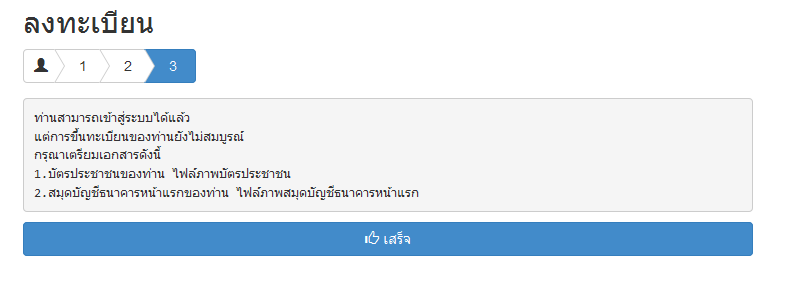 ลงทะเบียน
1 2 3
ท่านสามารถเข้าสู่ระบบได้แล้ว
แต่การขึ้นทะเบียนของท่านยังไม่สมบูรณ์
กรุณาเตรียมเอกสารดังนี้
1.บัตรประชาชนของท่าน ไฟล์ภาพบัตรประชาชน
2.สมุดบัญชีธนาคารหน้าแรกของท่าน ไฟล์ภาพสมุดบัญชีธนาคารหน้าแรก
เสร็จ